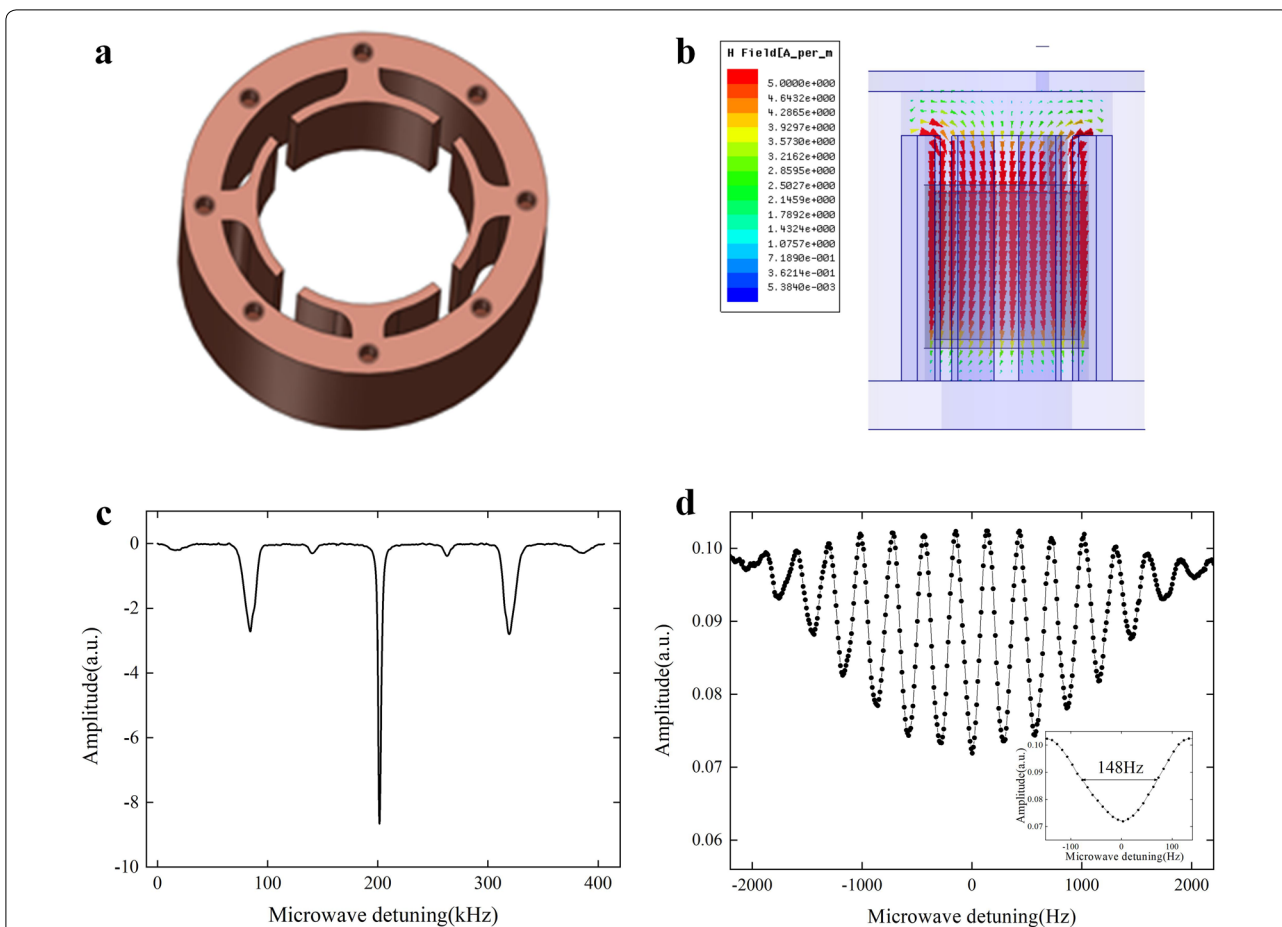 a
b
H Field[A_per_m
5.0000e+000
4.6432e+000
4.2865e+000
3.9297e+000
3.5730e+000
3.2162e+000
2.8595e+000
2.5027e+000
2.1459e+000
1.7892e+000
1.4324e+000
1.0757e+000
7.1890e-001
3.6214e-001
5.3840e-003
c
0
-2
-4
-6
-8
-10
Amplitude(a.u.)
0
100
200
300
400
Microwave detuning(kHz)
d
0.10
0.09
0.08
0.07
0.06
Amplitude(a.u.)
-2000
-1000
0
1000
2000
Microwave detuning(Hz)
148Hz
0.10
0.09
0.08
0.07
Amplitude(a.u.)
-100
0
100
Microwave detuning(Hz)